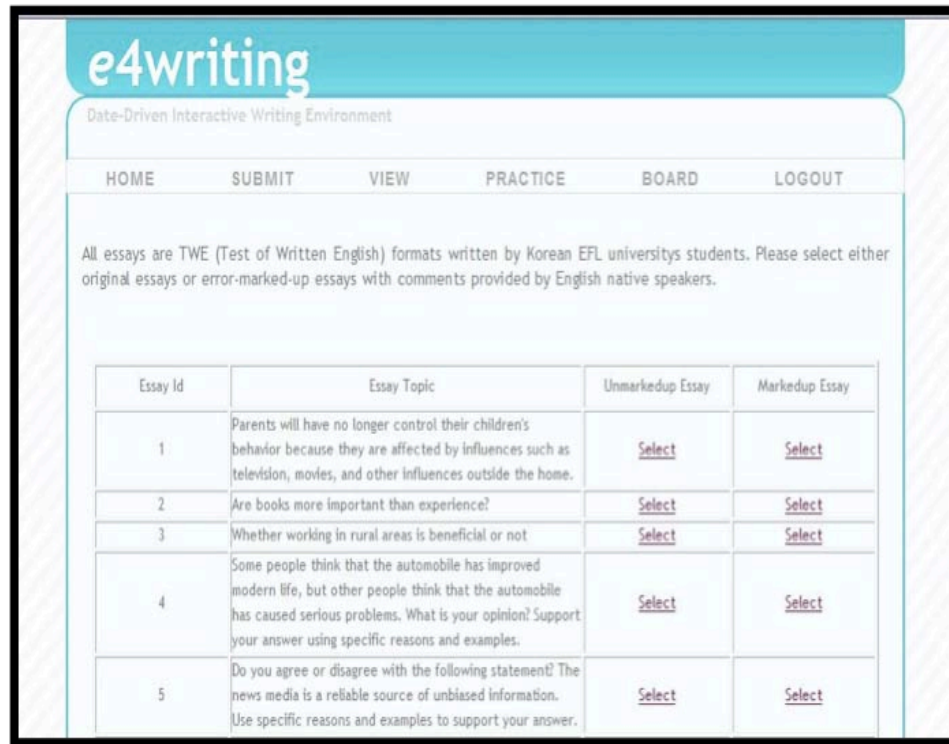 e4writing
Date-Driven Interactive Writing Environment
HOME SUBMIT VIEW PRACTICE BOARD LOGOUT
All essays are TWE (Test of Written English) formats written by Korean EFL universitys students. Please select either
original essays or error-marked-up essays with comments provided by English native speakers.
Essay Id Essay Topic Unmarkedup Essay Markedup Essay
Parents will have no longer control their children's
1 behavior because they are affected by influences such as Select Select
television, movies, and other influences outside the home.
2 Are books more important than experience? Select Select
3 Whether working in rural areas is beneficial or not Select Select
Some people think that the automobile has improved
modern life, but other people think that the automobile
4 has caused serious problems. What is your opinion? Support Select Select
your answer using specific reasons and examples.
Do you agree or disagree with the following statement? The
5 news media is a reliable source of unbiased information. Select Select
Use specific reasons and examples to support your answer.